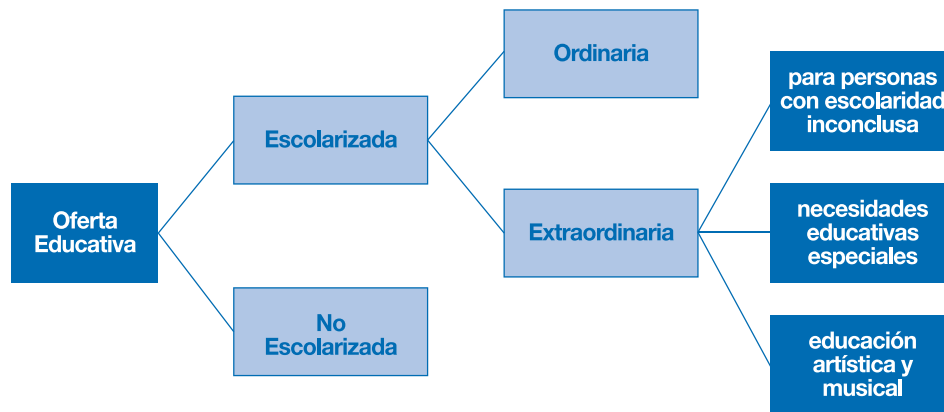 Oferta
Educativa
Escolarizada
No
Escolarizada
Ordinaria
Extraordinaria
para personas
con escolaridad
inconclusa
necesidades
educativas
especiales
educación
artística y
musical